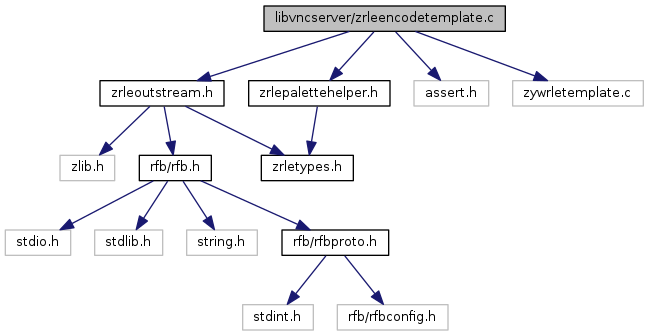 libvncserver/zrleencodetemplate.c
zrleoutstream.h
zrlepalettehelper.h
assert.h
zywrletemplate.c
zlib.h
rfb/rfb.h
zrletypes.h
stdio.h
stdlib.h
string.h
rfb/rfbproto.h
stdint.h
rfb/rfbconfig.h